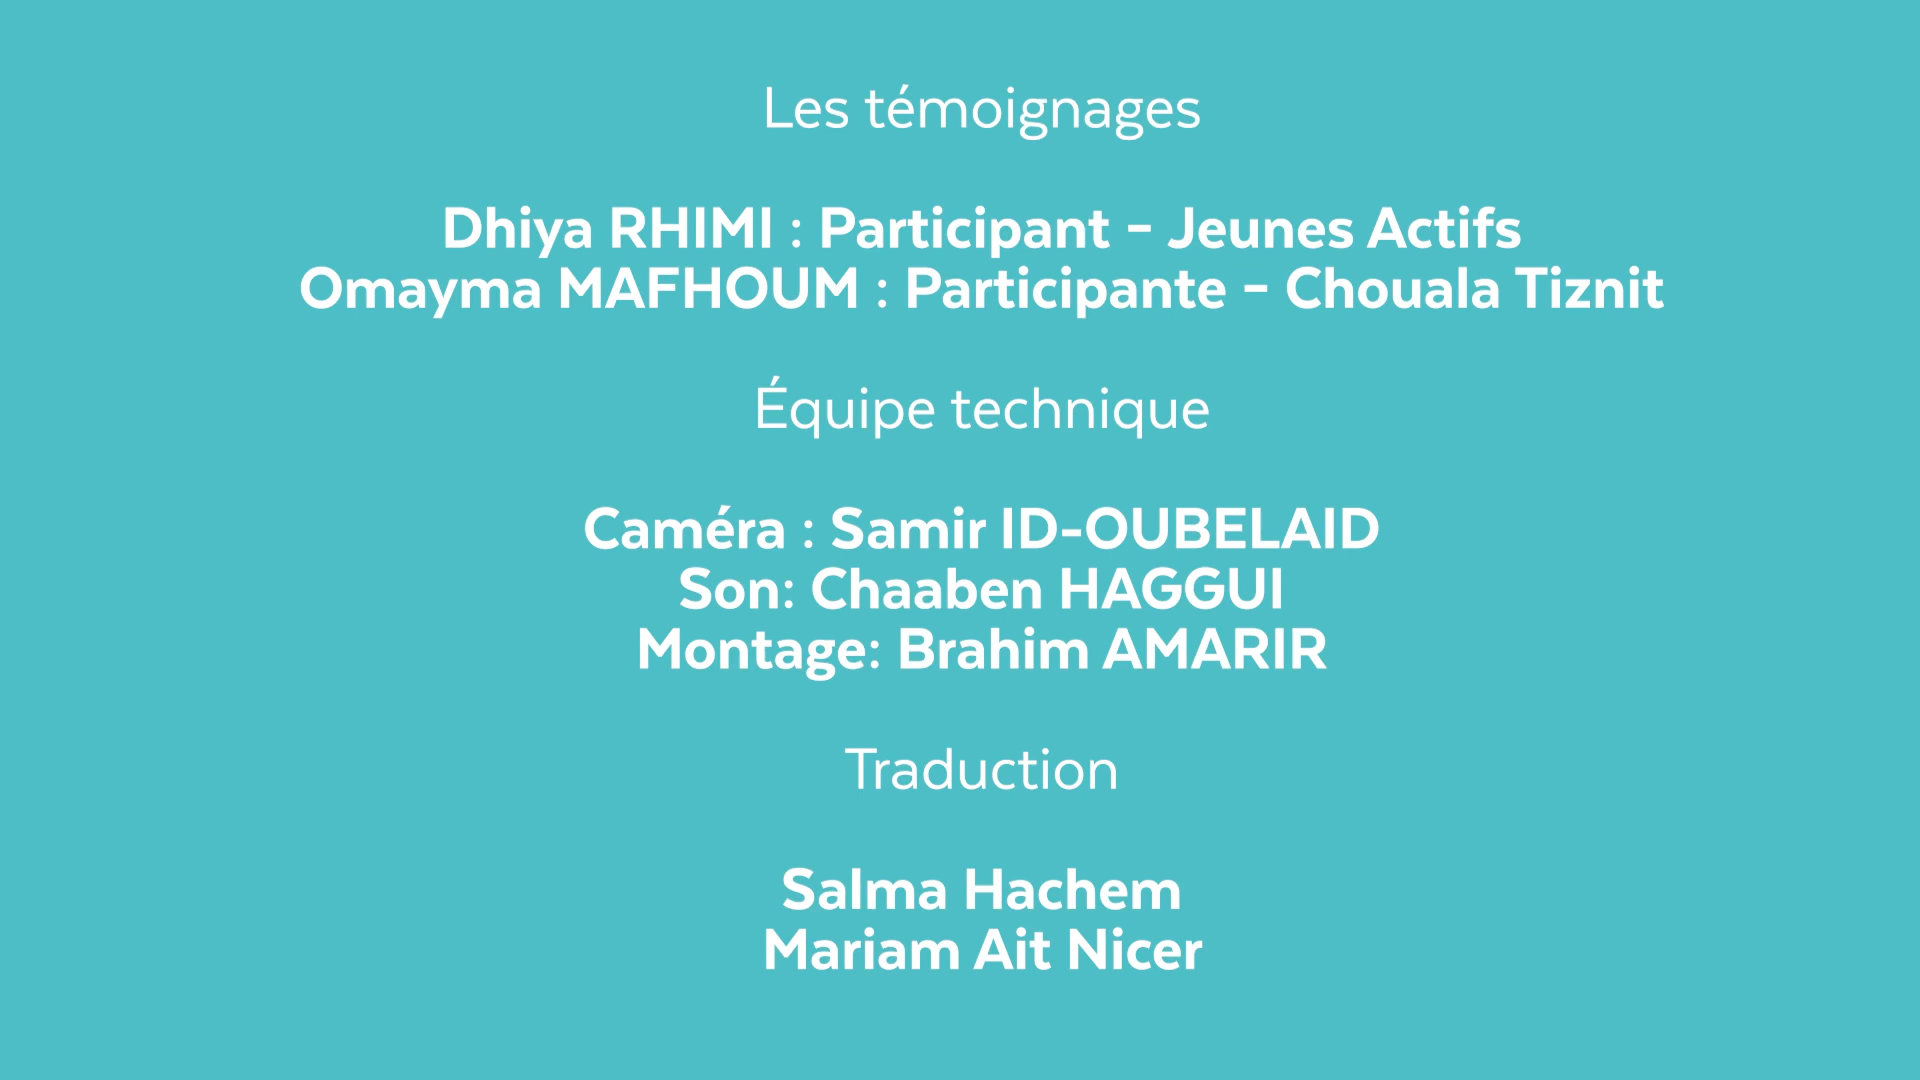 Les témoignages
Dhiya RHIMI : Participant - Jeunes Actifs
Omayma MAFHOUM : Participante - Chouala Tiznit
Équipe technique
Caméra : Samir ID-OUBELAID
Son: Chaaben HAGGUI
Montage: Brahim AMARIR
Traduction
Salma Hachem
Mariam Ait Nicer